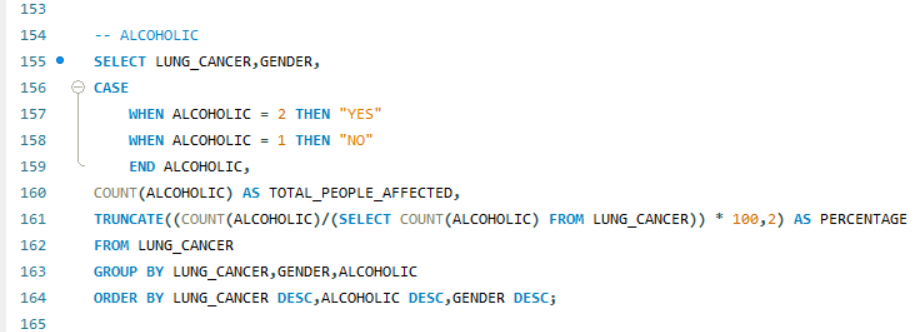 153
154 -- ALCOHOLIC
155 SELECT LUNG_CANCER,GENDER,
156 CASE
157 WHEN ALCOHOLIC = 2 THEN "YES"
158 WHEN ALCOHOLIC = 1 THEN "NO"
159 END ALCOHOLIC,
160 COUNT(ALCOHOLIC) AS TOTAL_PEOPLE_AFFECTED,
161 TRUNCATE((COUNT(ALCOHOLIC)/(SELECT COUNT(ALCOHOLIC) FROM LUNG_CANCER)) * 100,2) AS PERCENTAGE
162 FROM LUNG_CANCER
163 GROUP BY LUNG_CANCER,GENDER,ALCOHOLIC
164 ORDER BY LUNG_CANCER DESC,ALCOHOLIC DESC,GENDER DESC;
165